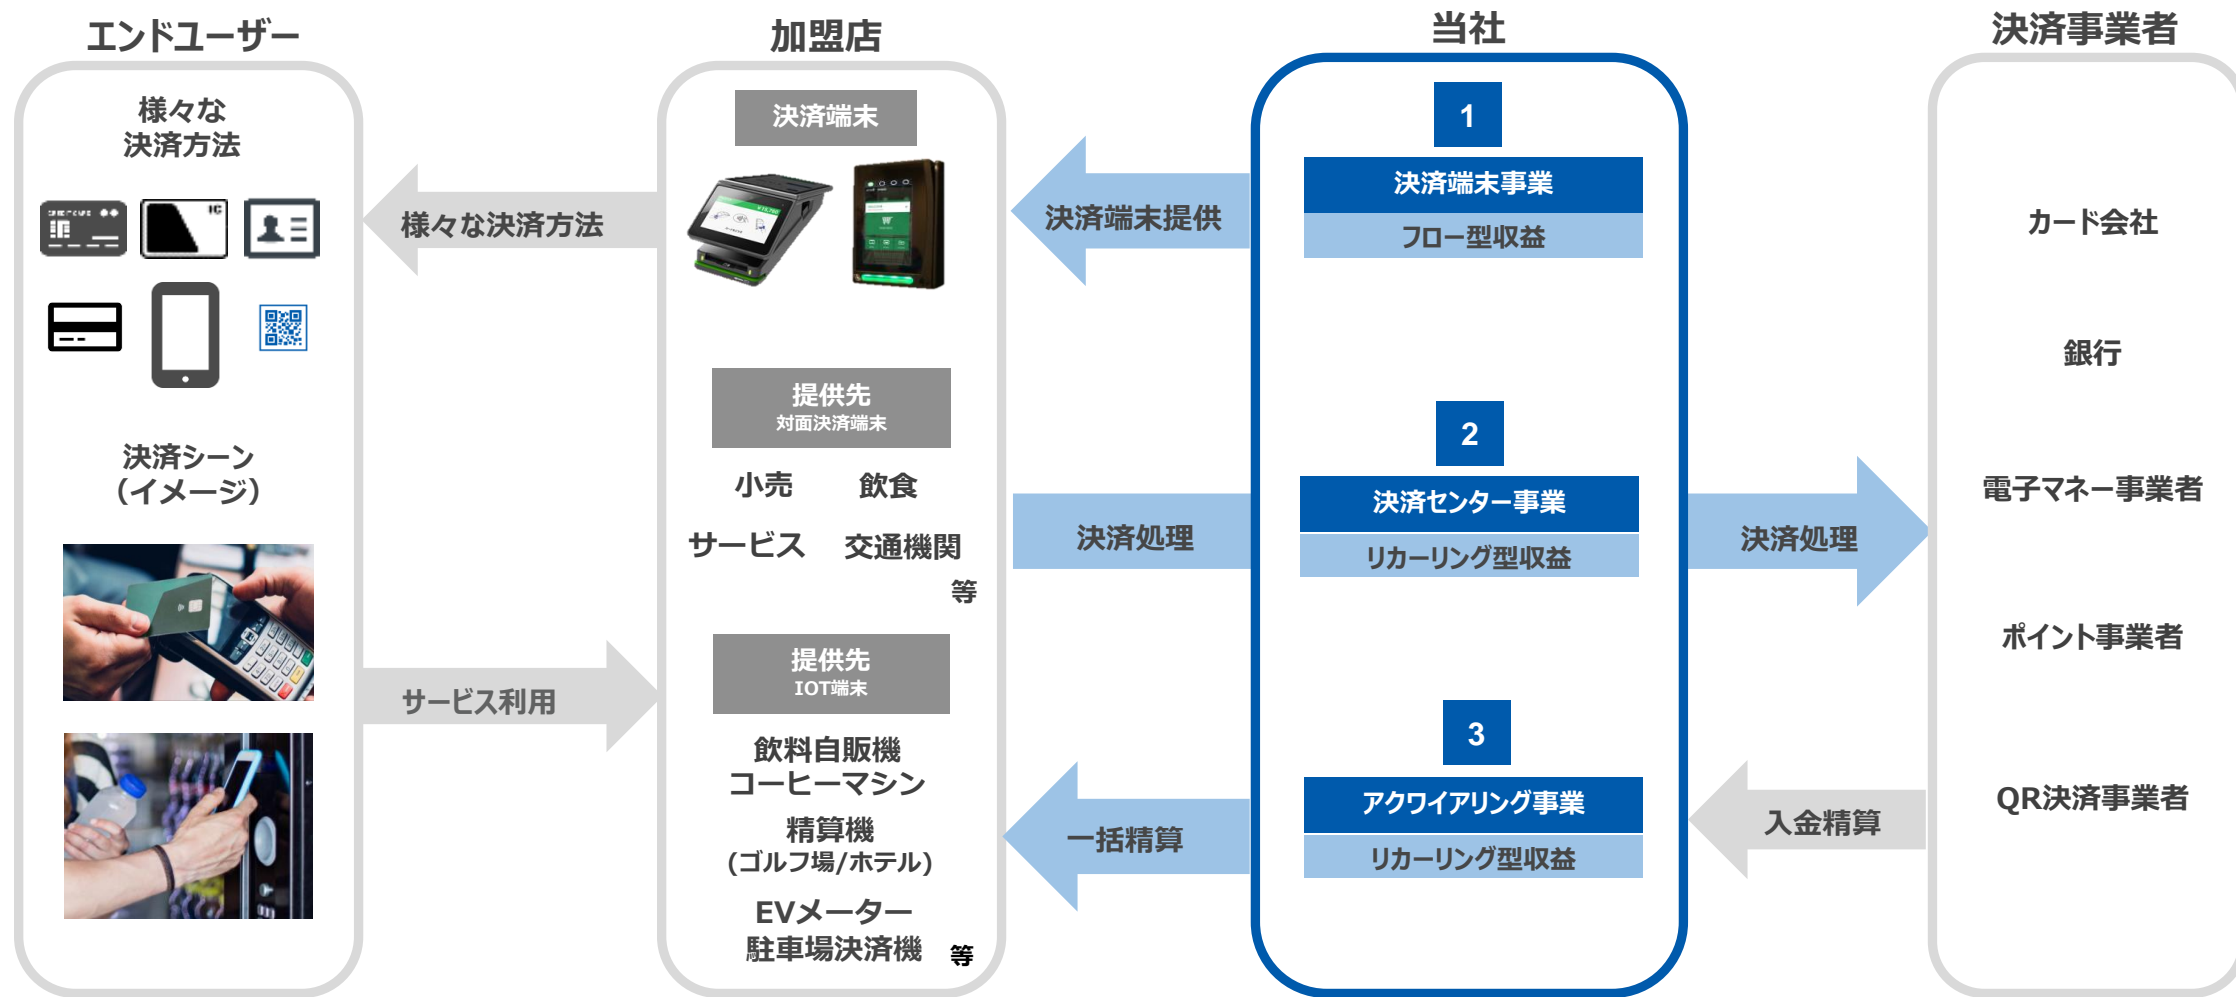 エンドユーザー
様々な
決済方法
IC
決済シーン
（イメージ）
様々な決済方法
サービス利用
加盟店
決済端末
提供先
対面決済端末
小売　飲食
サービス　交通機関
等
提供先
IOT端末
飲料自販機
コーヒーマシン
精算機
(ゴルフ場/ホテル)
EVメーター
駐車場決済機　等
決済端末提供
決済処理
一括精算
当社
1
決済端末事業
フロー型収益
2
決済センター事業
リカーリング型収益
3
アクワイアリング事業
リカーリング型収益
決済処理
入金精算
決済事業者
カード会社
銀行
電子マネー事業者
ポイント事業者
QR決済事業者